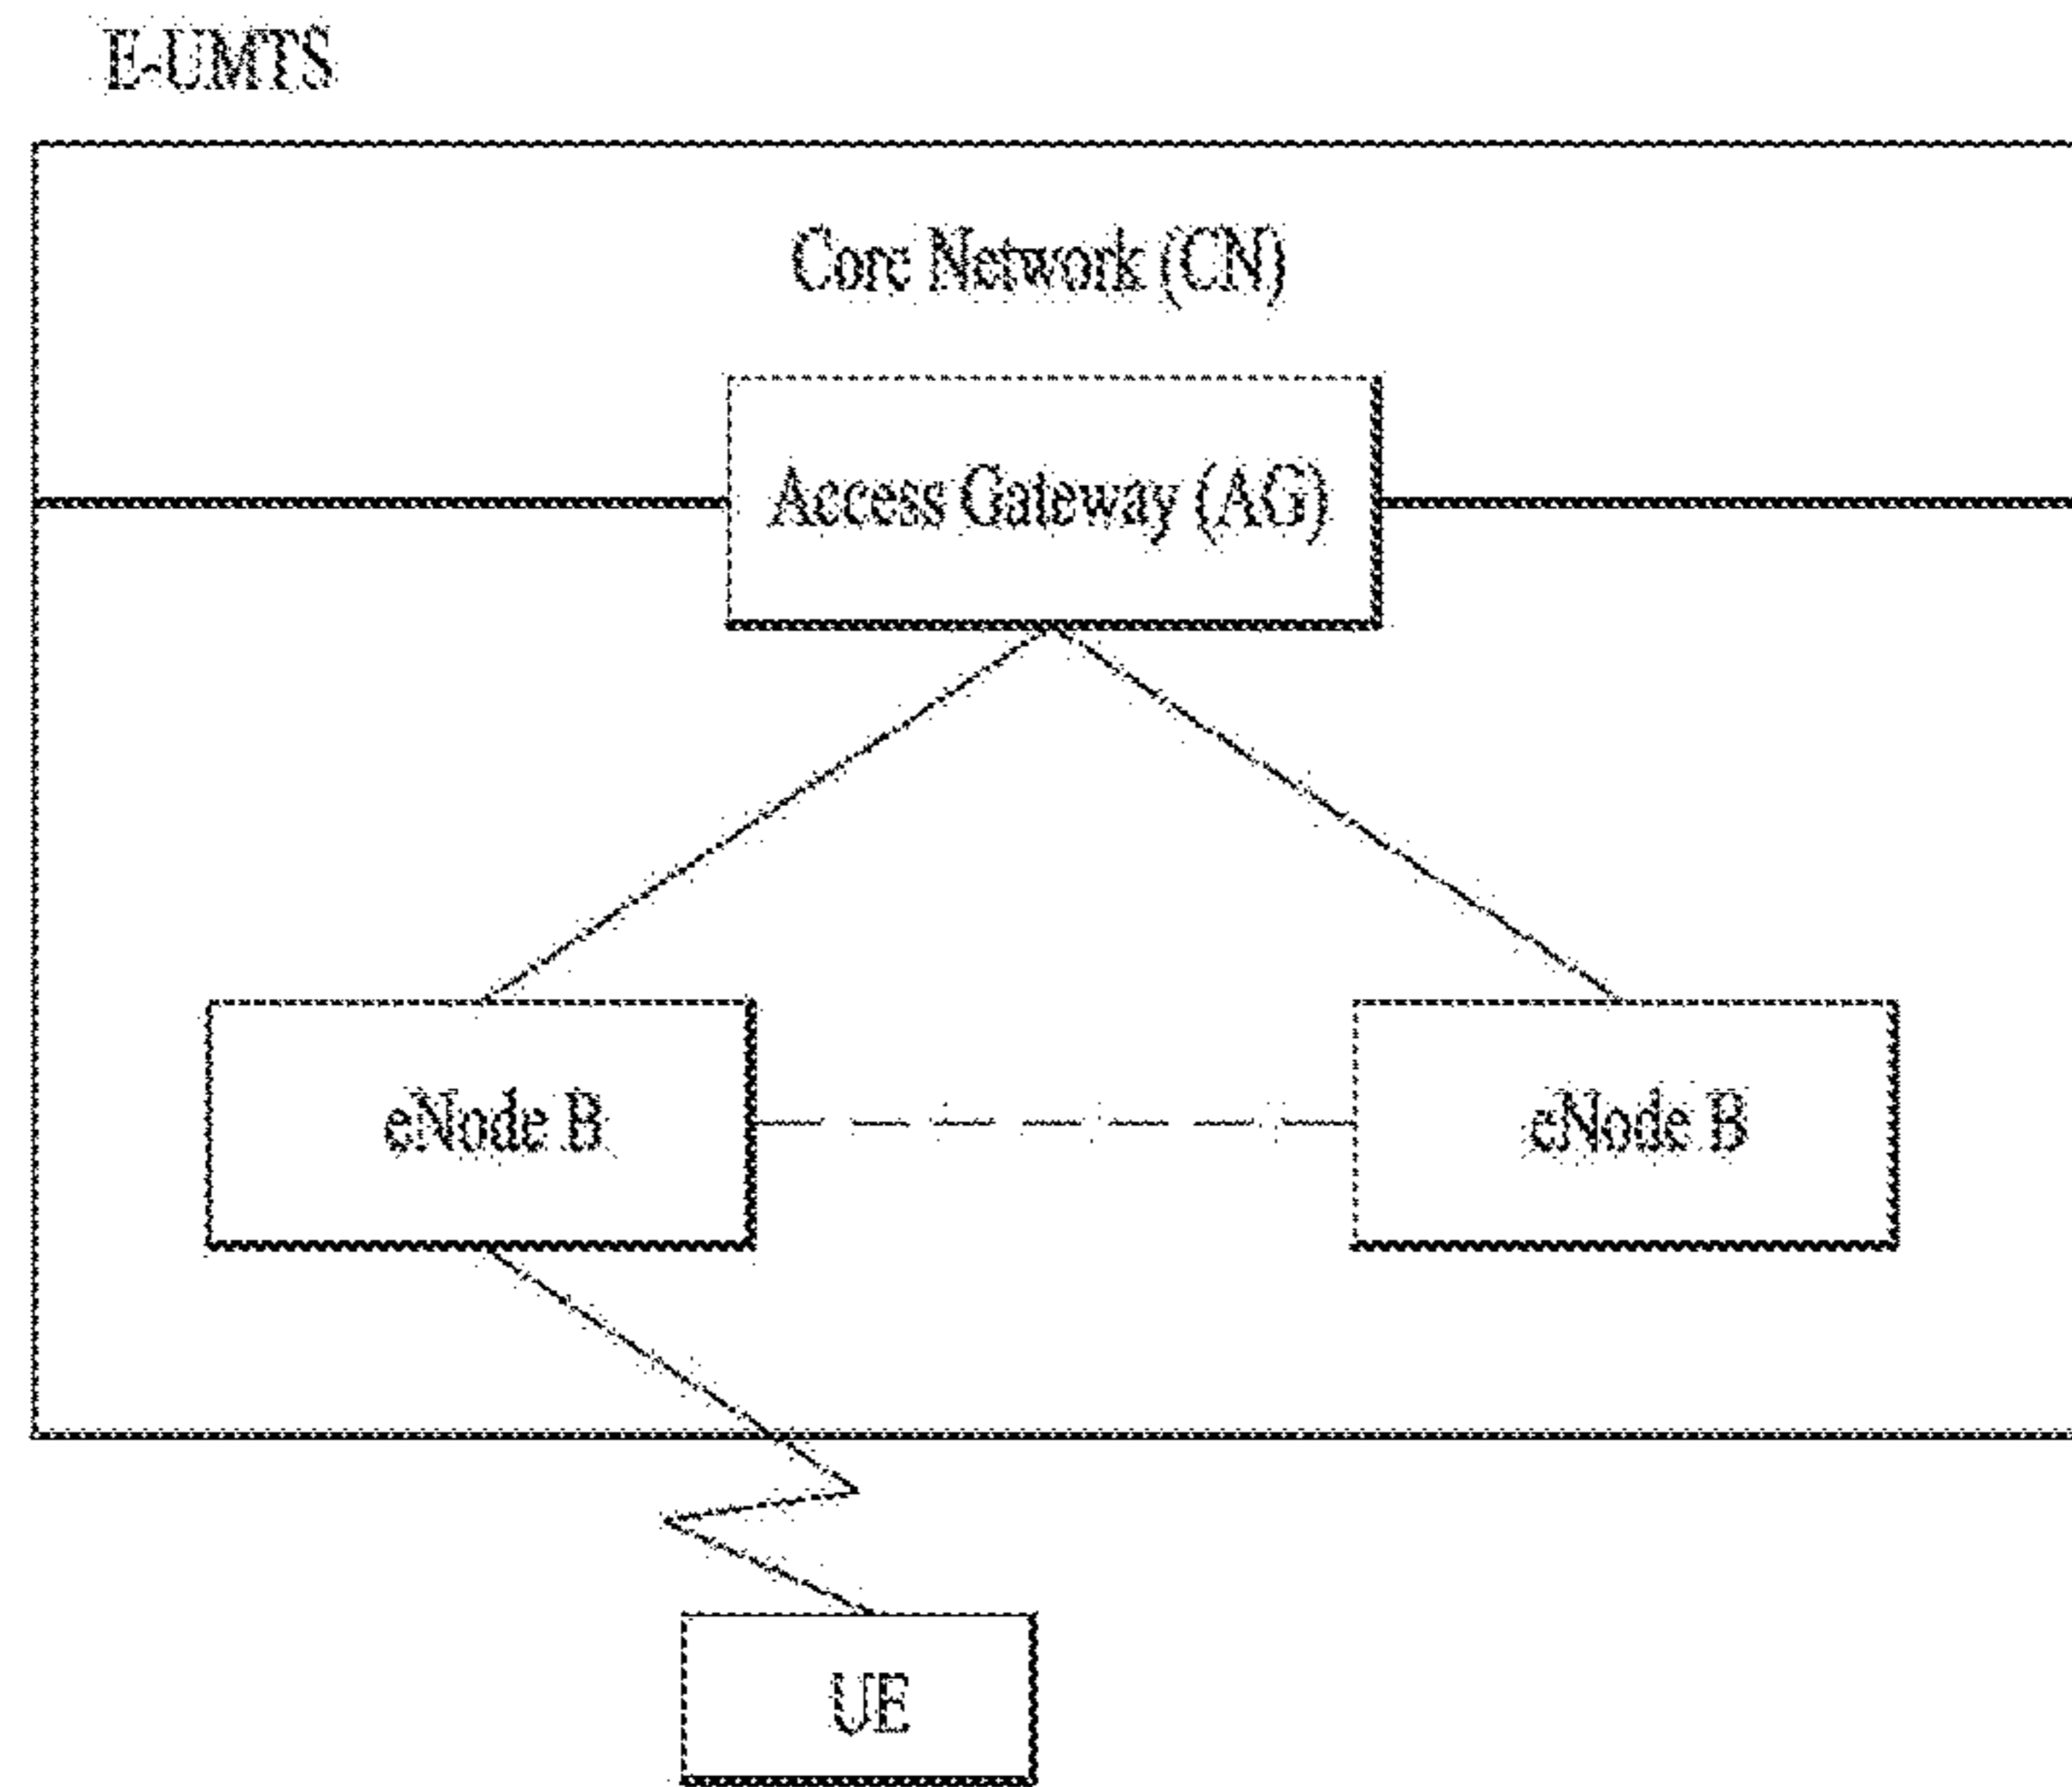 E-UMTS
Core Network (CN)
Access Gateway (AG)
eNode B
eNode B
UE